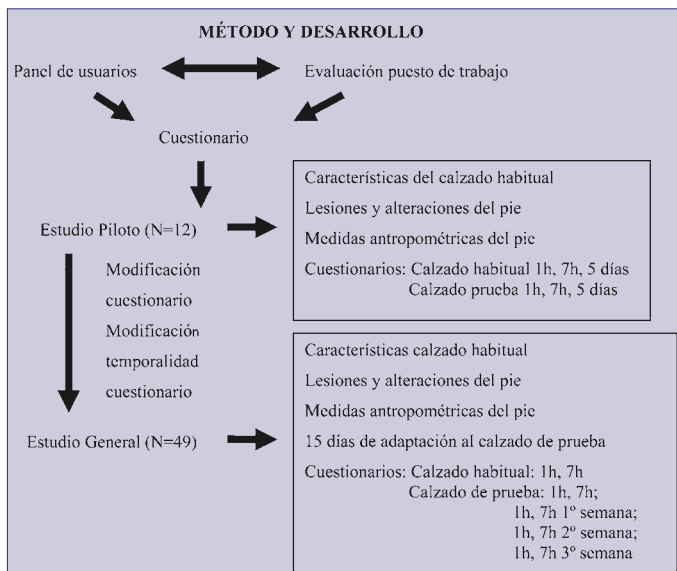 MÉTODO Y DESARROLLO
Panel de usuarios
Evaluación puesto de trabajo
Cuestionario
Estudio Piloto (N=12)
Características del calzado habitual
Lesiones y alteraciones del pie
Medidas antropométricas del pie
Cuestionarios: Calzado habitual 1h, 7h, 5 días
Calzado prueba 1h, 7h, 5 días
Modificación
cuestionario
Modificación
temporalidad
cuestionario
Estudio General (N=49)
Características calzado habitual
Lesiones y alteraciones del pie
Medidas antropométricas del pie
15 días de adaptación al calzado de prueba
Cuestionarios: Calzado habitual: 1h, 7h
Calzado de prueba: 1h, 7h;
1h, 7h 1º semana;
1h, 7h 2º semana;
1h, 7h 3º semana